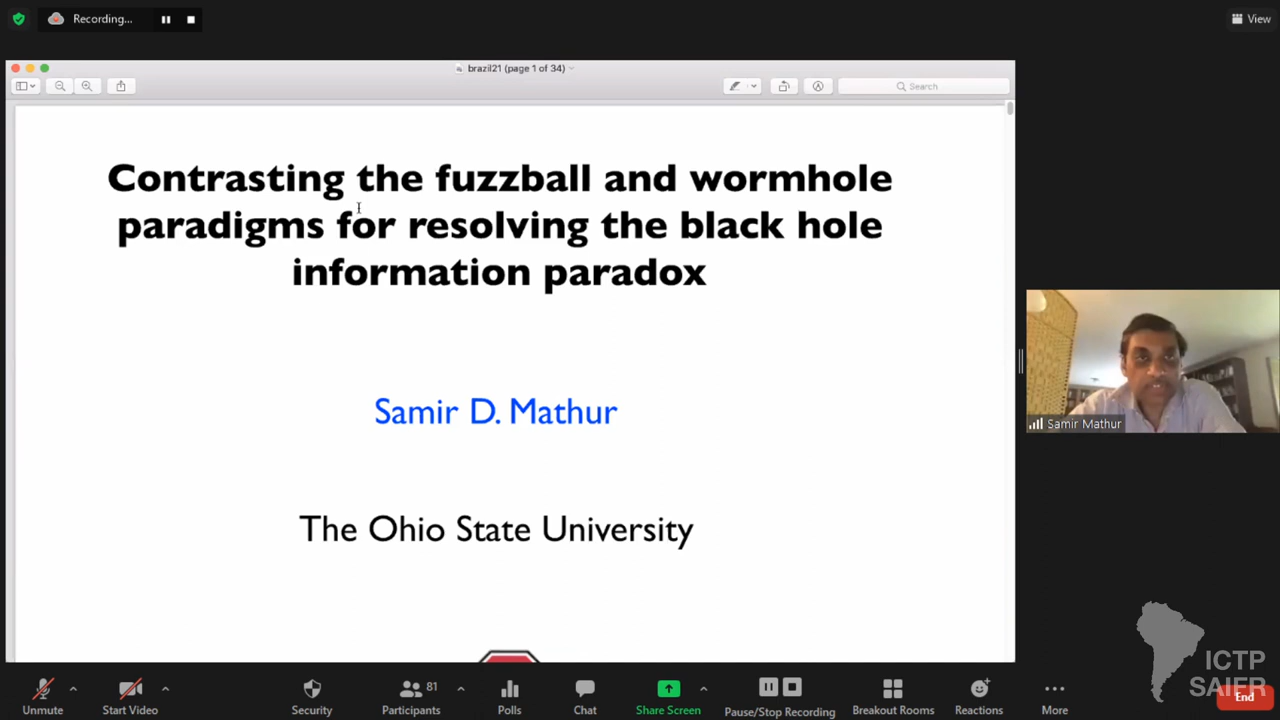 Recording...
View
brazil21 (page 1 of 34)
Search
Contrasting the fuzzball and wormhole
paradigms for resolving the black hole
information paradox
Samir D. Mathur
The Ohio State University
Samir Mathur
ICTP
SAIFR
Unmute
Start Video
Security
81
Participants
Polls
Chat
Share Screen
Pause/Stop Recording
Breakout Rooms
Reactions
More
End